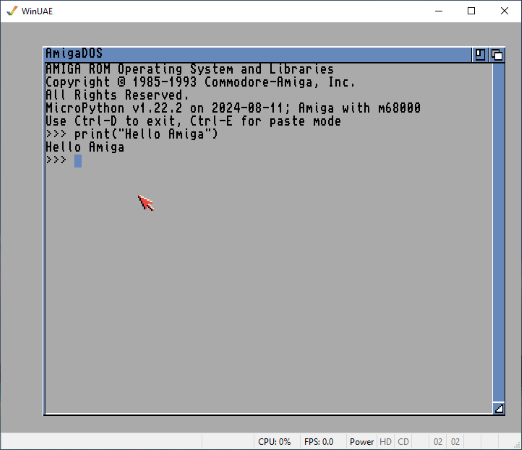 WinUAE
AmigaDOS
AMIGA ROM Operating System and Libraries
Copyright © 1985-1993 Commodore-Amiga, Inc.
All Rights Reserved.
MicroPython v1.22.2 on 2024-08-11; Amiga with m68000
Use Ctrl-D to exit, Ctrl-E for paste mode
>>> print("Hello Amiga")
Hello Amiga
>>>
CPU: 0% FPS: 0.0 Power HD CD 02 02